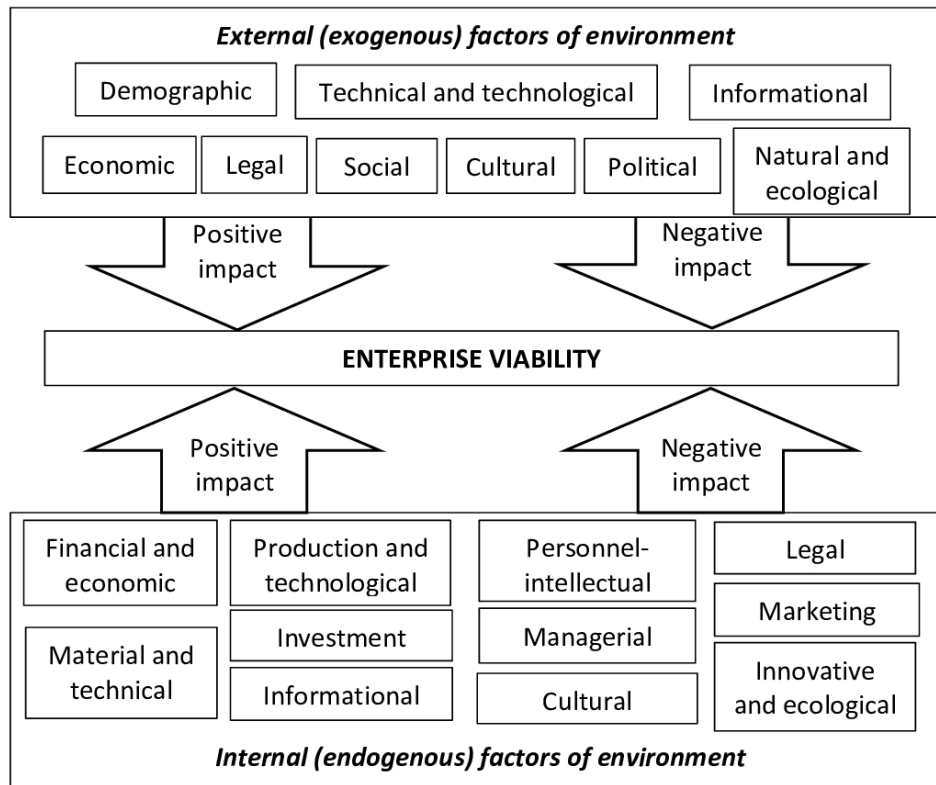 External (exogenous) factors of environment
Demographic
Technical and technological
Informational
Economic
Legal
Social
Cultural
Political
Natural and
ecological
Positive
impact
Negative
impact
ENTERPRISE VIABILITY
Positive
impact
Negative
impact
Financial and
economic
Production and
technological
Personnel-
intellectual
Legal
Material and
technical
Investment
Managerial
Marketing
Informational
Cultural
Innovative
and ecological
Internal (endogenous) factors of environment